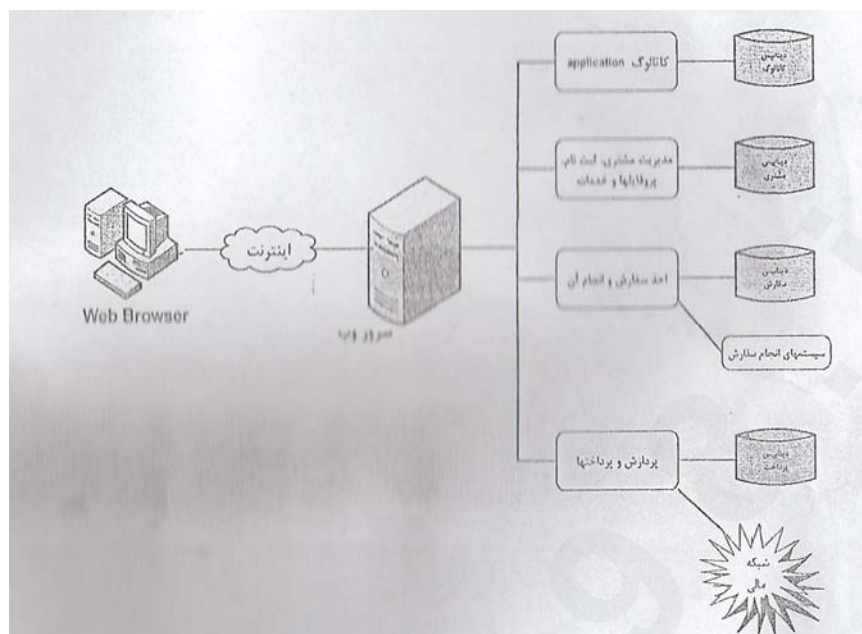 Web Browser
اینترنت
سرور وب
کاتالوگ application
دیتابیس
کاتالوگ
مدیریت مشتری، ثبت نام،
پروفایلها و خدمات
دیتابیس
مشتری
اخذ سفارش و انجام آن
دیتابیس
سفارش
سیستمهای انجام سفارش
پردازش و پرداختها
دیتابیس
پرداخت
شبکه
مالی